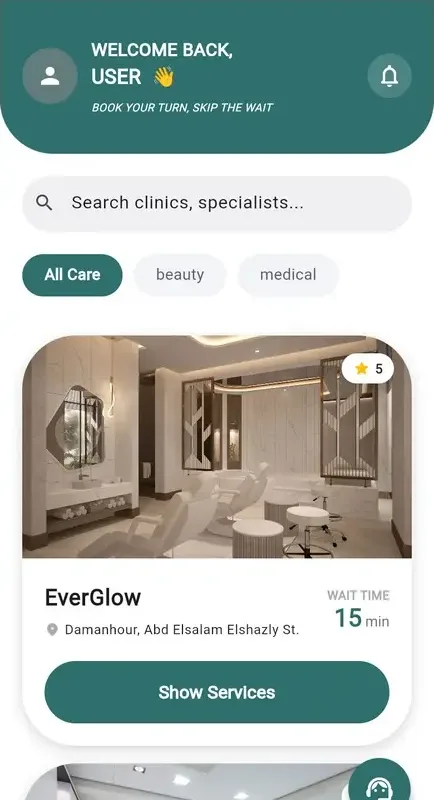 WELCOME BACK,
USER 👋
BOOK YOUR TURN, SKIP THE WAIT
Search clinics, specialists...
All Care
beauty
medical
5
EverGlow
WAIT TIME
15 min
Damanhour, Abd Elsalam Elshazly St.
Show Services